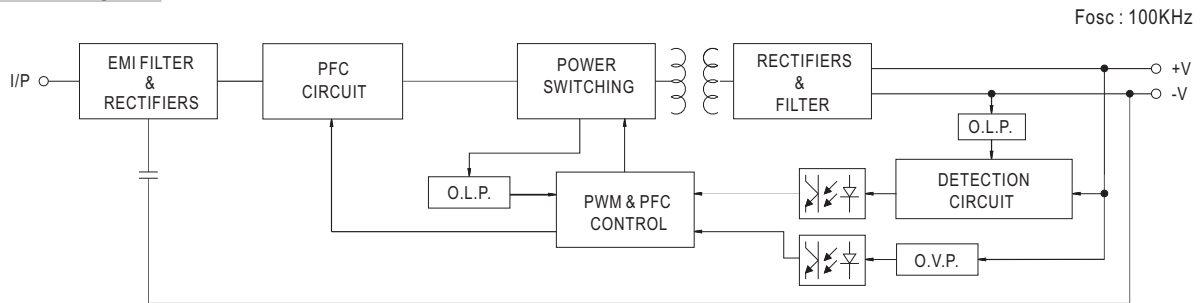 Fosc : 100KHz
I/P
EMI FILTER
&
RECTIFIERS
PFC
CIRCUIT
POWER
SWITCHING
RECTIFIERS
&
FILTER
+V
-V
O.L.P.
O.L.P.
PWM & PFC
CONTROL
DETECTION
CIRCUIT
O.V.P.